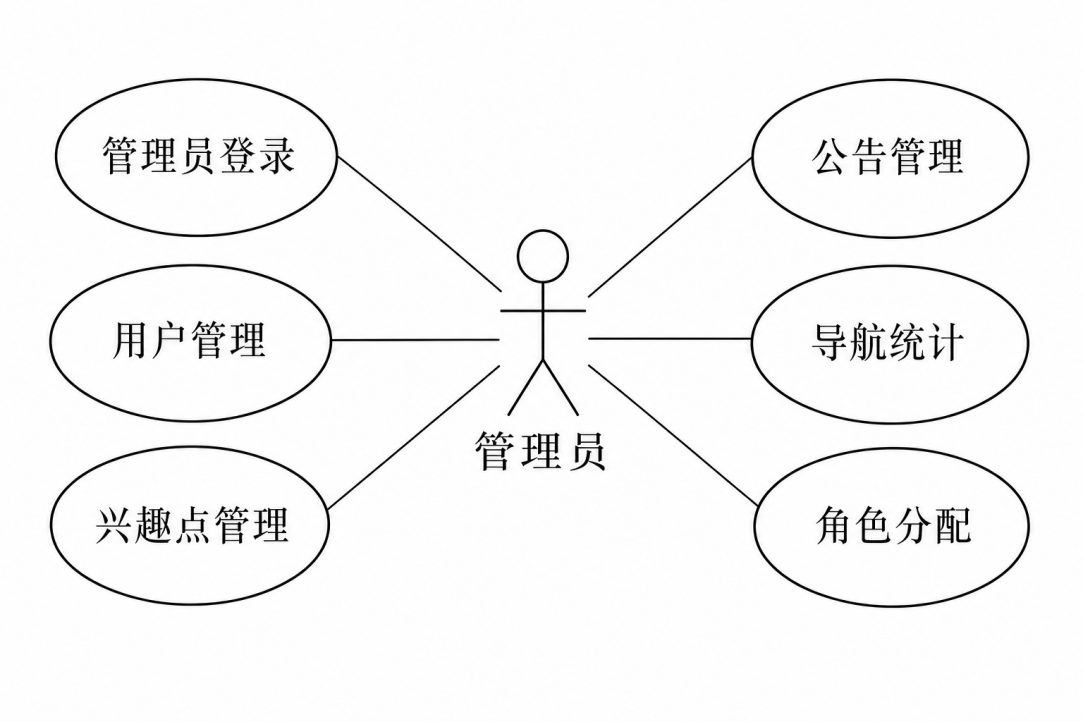 管理员登录
公告管理
用户管理
导航统计
管理员
兴趣点管理
角色分配